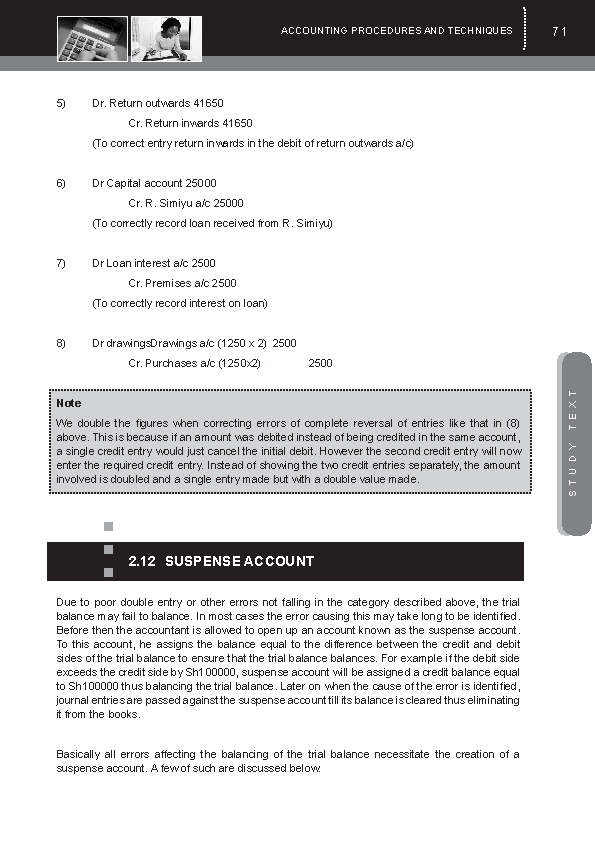 ACCOUNTING PROCEDURES AND TECHNIQUES 71
5) Dr. Return outwards 41650
Cr. Return inwards 41650
(To correct entry return inwards in the debit of return outwards a/c)
6) Dr Capital account 25000
Cr. R. Simiyu a/c 25000
(To correctly record loan received from R. Simiyu)
7) Dr Loan interest a/c 2500
Cr. Premises a/c 2500
(To correctly record interest on loan)
8) Dr drawingsDrawings a/c (1250 x 2) 2500
Cr. Purchases a/c (1250x2) 2500
Note
We double the figures when correcting errors of complete reversal of entries like that in (8)
above. This is because if an amount was debited instead of being credited in the same account,
a single credit entry would just cancel the initial debit. However the second credit entry will now
enter the required credit entry. Instead of showing the two credit entries separately, the amount
involved is doubled and a single entry made but with a double value made.
STUDY TEXT
2.12 SUSPENSE ACCOUNT
Due to poor double entry or other errors not falling in the category described above, the trial
balance may fail to balance. In most cases the error causing this may take long to be identified.
Before then the accountant is allowed to open up an account known as the suspense account.
To this account, he assigns the balance equal to the difference between the credit and debit
sides of the trial balance to ensure that the trial balance balances. For example if the debit side
exceeds the credit side by Sh100000, suspense account will be assigned a credit balance equal
to Sh100000 thus balancing the trial balance. Later on when the cause of the error is identified,
journal entries are passed against the suspense account till its balance is cleared thus eliminating
it from the books.
Basically all errors affecting the balancing of the trial balance necessitate the creation of a
suspense account. A few of such are discussed below.